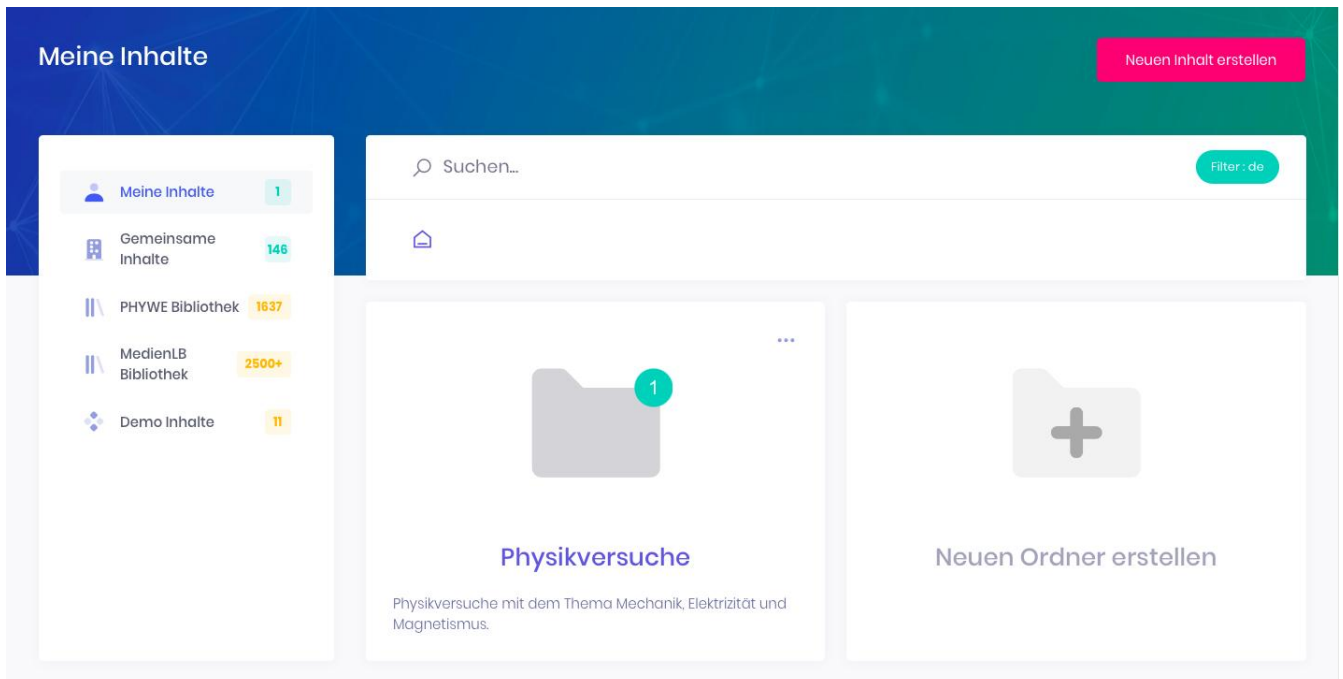 Meine Inhalte
Neuen Inhalt erstellen
Meine Inhalte 1
Gemeinsame
Inhalte 146
PHYWE Bibliothek 1637
MedienLB
Bibliothek 2500+
Demo Inhalte 11
Suchen...
Filter : de
1
Physikversuche
Physikversuche mit dem Thema Mechanik, Elektrizität und
Magnetismus.
Neuen Ordner erstellen